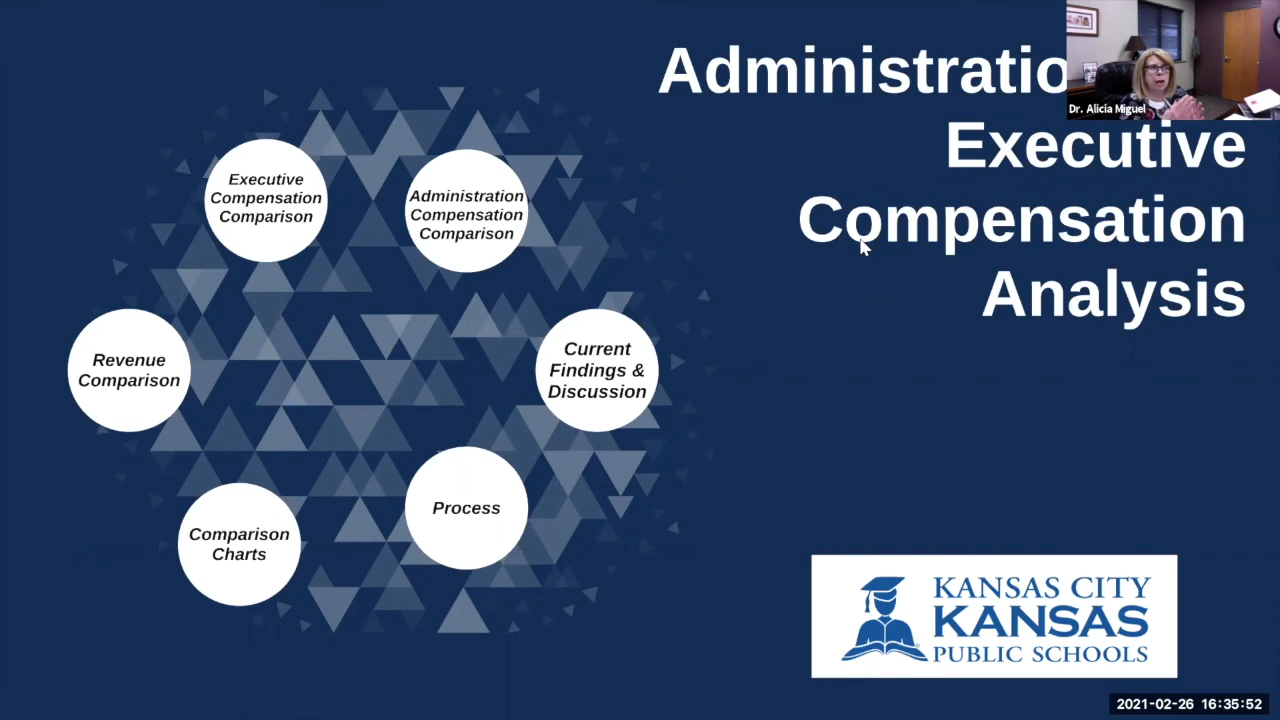 Administratio
Executive
Compensation
Analysis
Dr. Alicia Miguel
Executive
Compensation
Comparison
Administration
Compensation
Comparison
Revenue
Comparison
Current
Findings &
Discussion
Process
Comparison
Charts
KANSAS CITY
KANSAS
PUBLIC SCHOOLS
2021-02-26 16:35:52